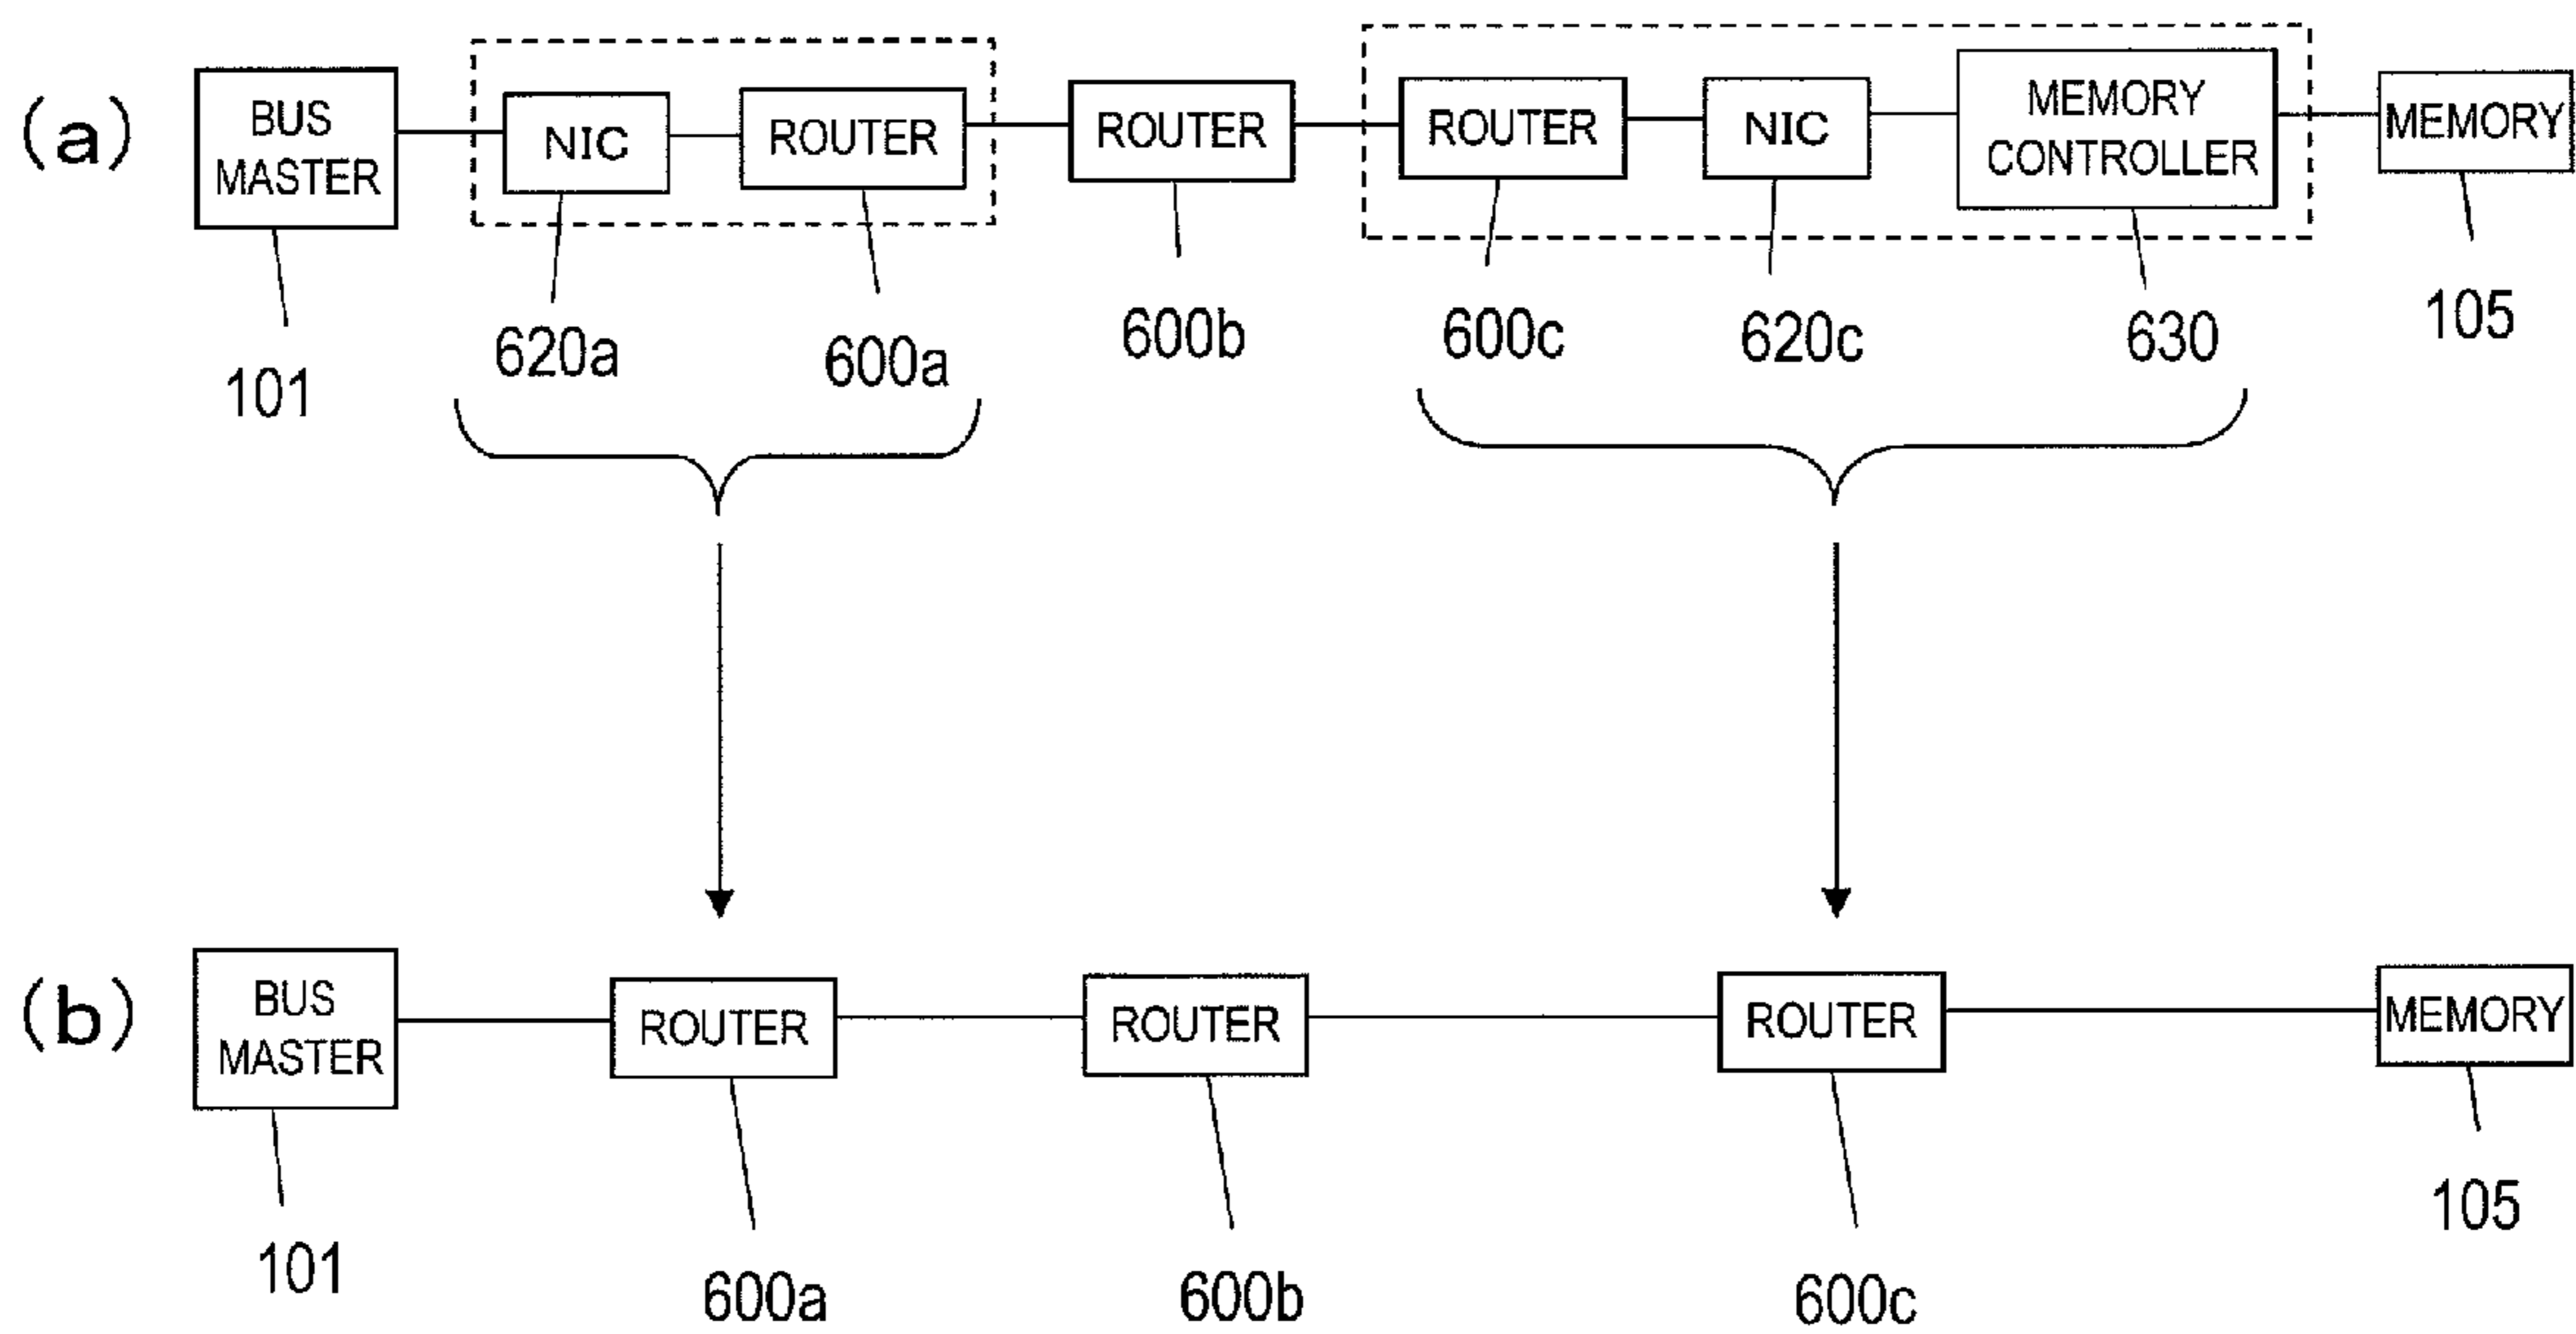 (a)
BUS
MASTER
NIC
ROUTER
ROUTER
ROUTER
NIC
MEMORY
CONTROLLER
MEMORY
101
620a
600a
600b
600c
620c
630
105
(b)
BUS
MASTER
ROUTER
ROUTER
ROUTER
MEMORY
101
600a
600b
600c
105